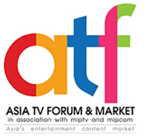 atf
ASIA TV FORUM & MARKET
in association with miptv and mipcom
Asia's entertainment content market